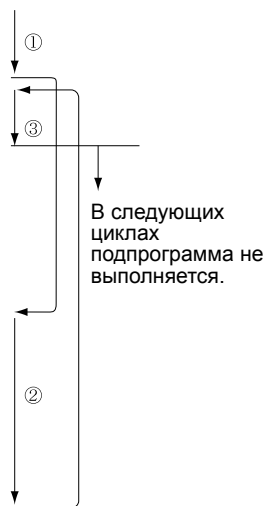 ①
③
В следующих
циклах
подпрограмма не
выполняется.
②